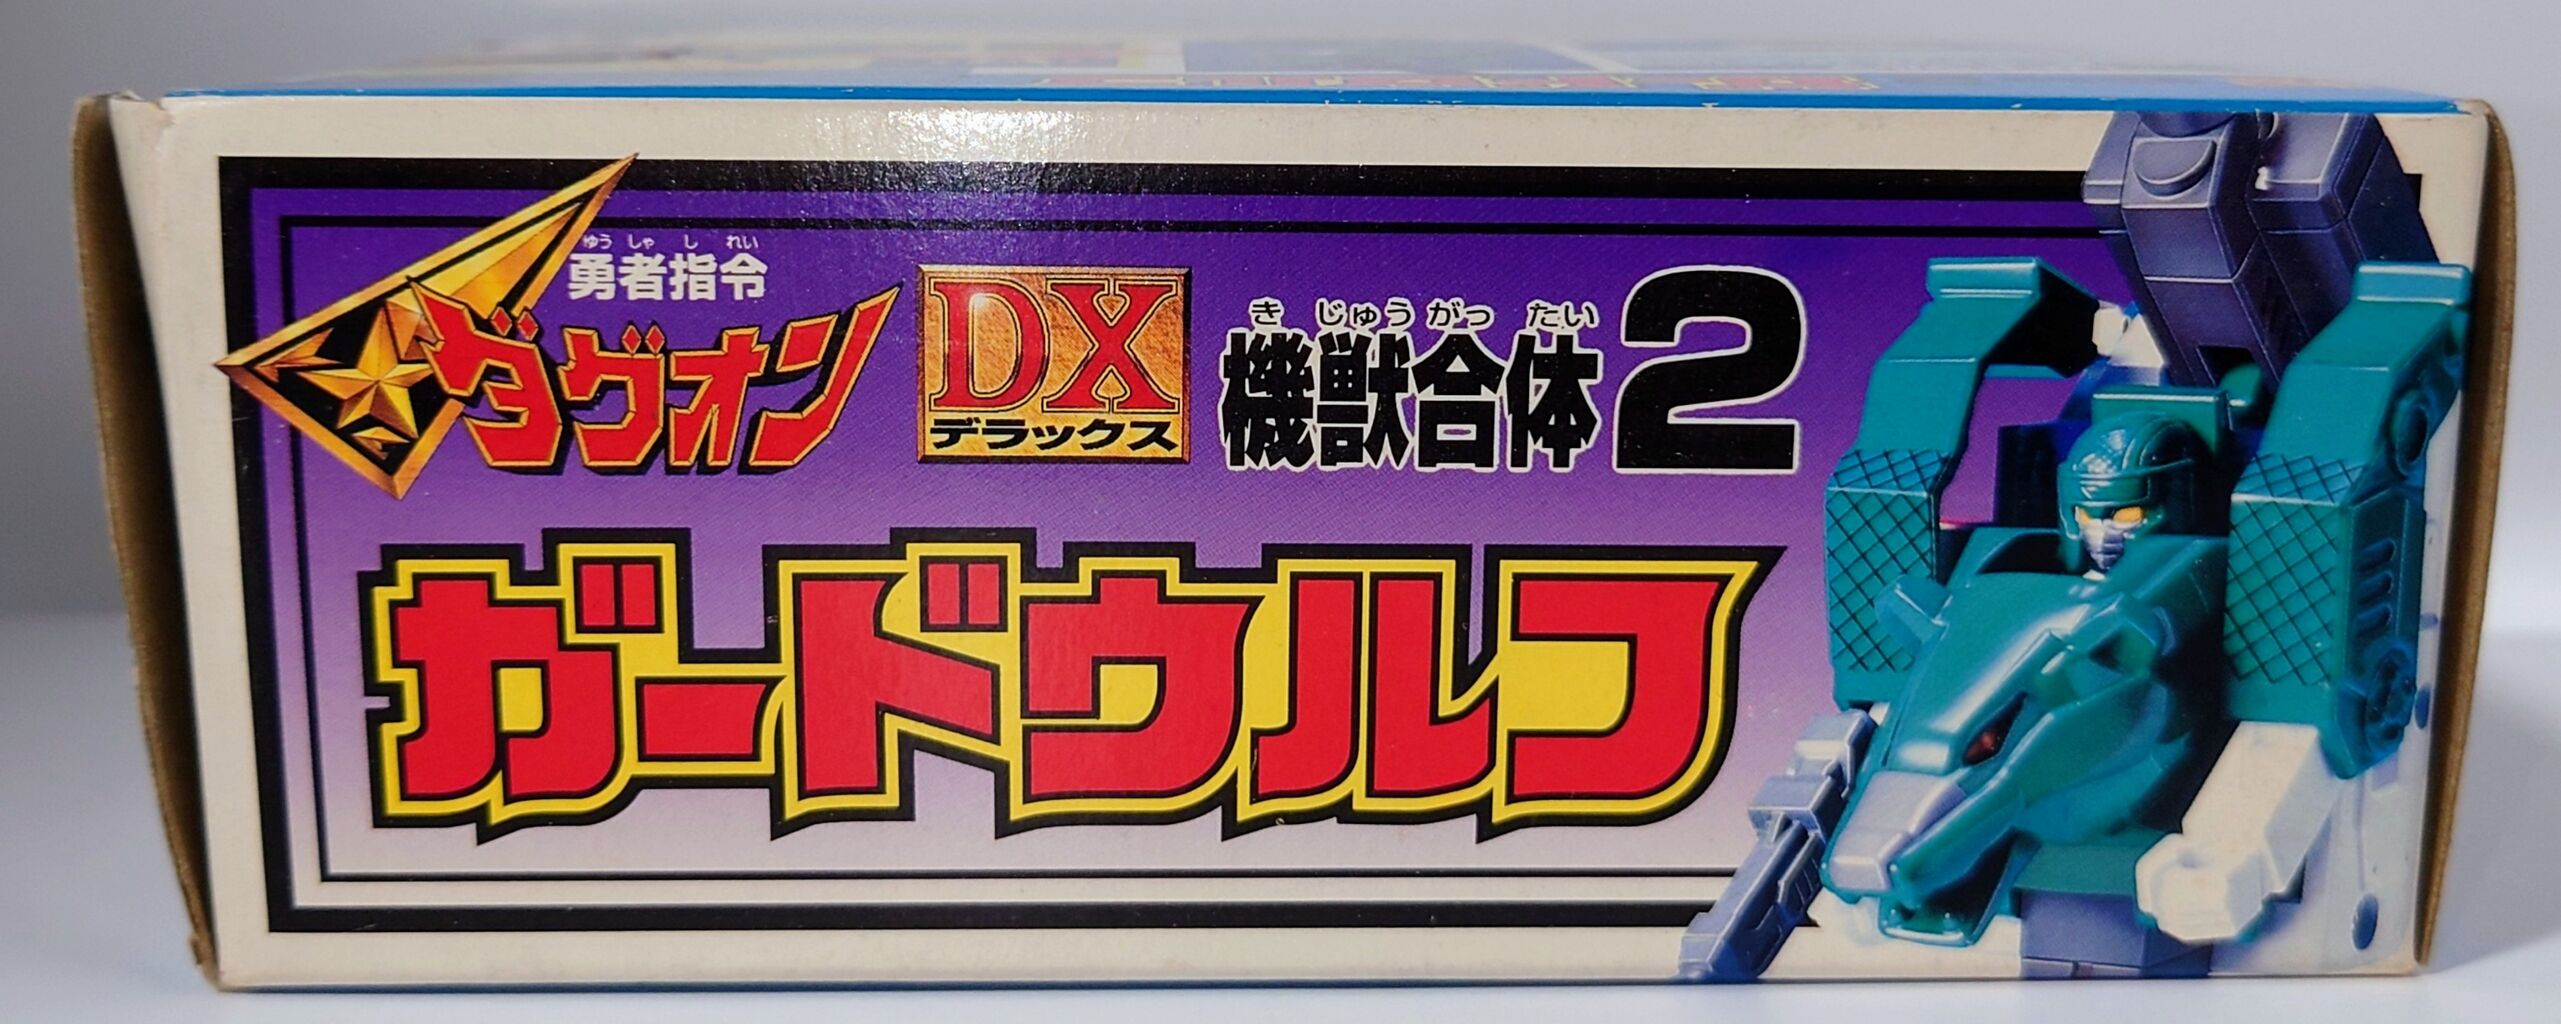 ゆうしゃしれい
勇者指令
ダグオン
DX
デラックス
きじゅうがったい
機獣合体2
ガードウルフ